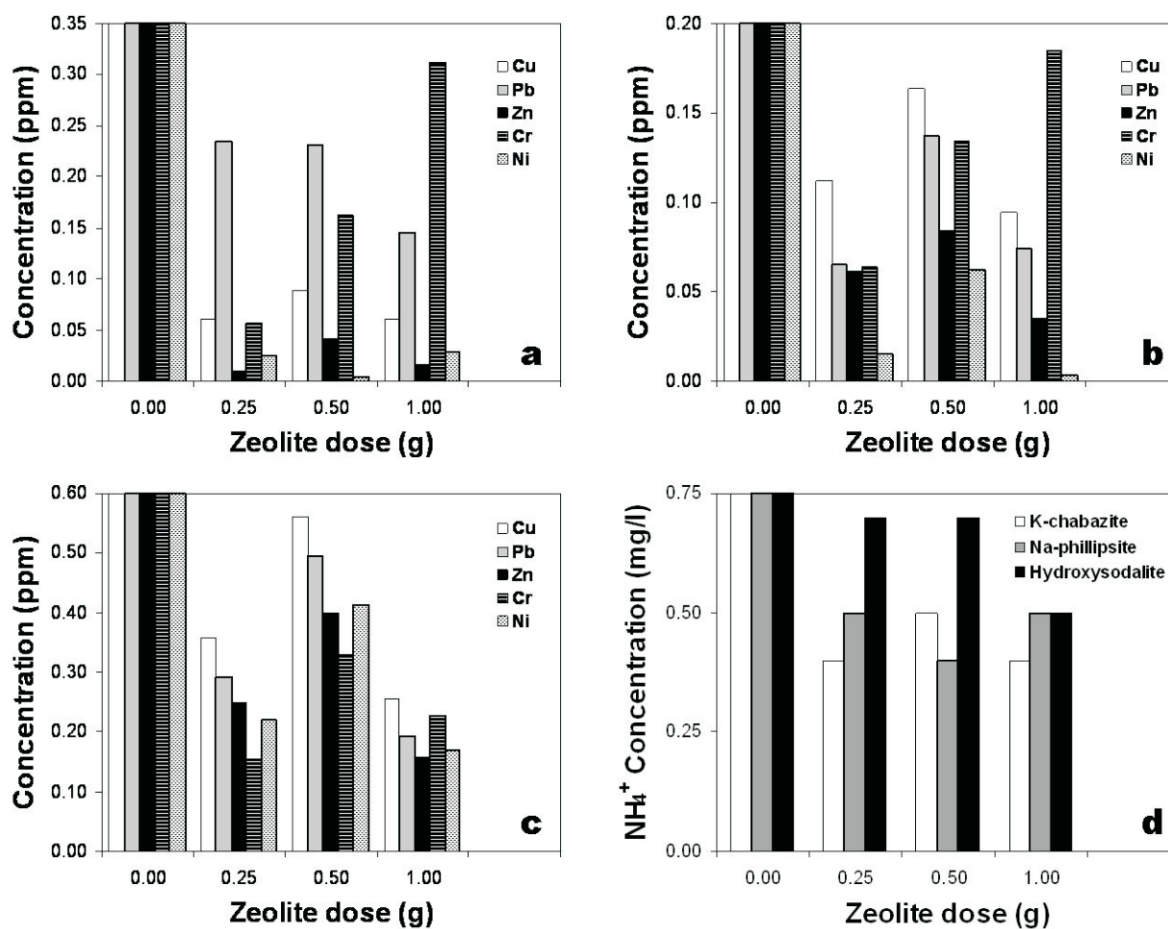 0.35
0.30
0.25
0.20
0.15
0.10
0.05
0.00
Concentration (ppm)
Cu
Pb
Zn
Cr
Ni
a
0.00 0.25 0.50 1.00
Zeolite dose (g)
0.20
0.15
0.10
0.05
0.00
Concentration (ppm)
Cu
Pb
Zn
Cr
Ni
b
0.00 0.25 0.50 1.00
Zeolite dose (g)
0.60
0.50
0.40
0.30
0.20
0.10
0.00
Concentration (ppm)
Cu
Pb
Zn
Cr
Ni
c
0.00 0.25 0.50 1.00
Zeolite dose (g)
0.75
0.50
0.25
0.00
NH₄⁺ Concentration (mg/l)
K-chabazite
Na-phillipsite
Hydroxysodalite
d
0.00 0.25 0.50 1.00
Zeolite dose (g)